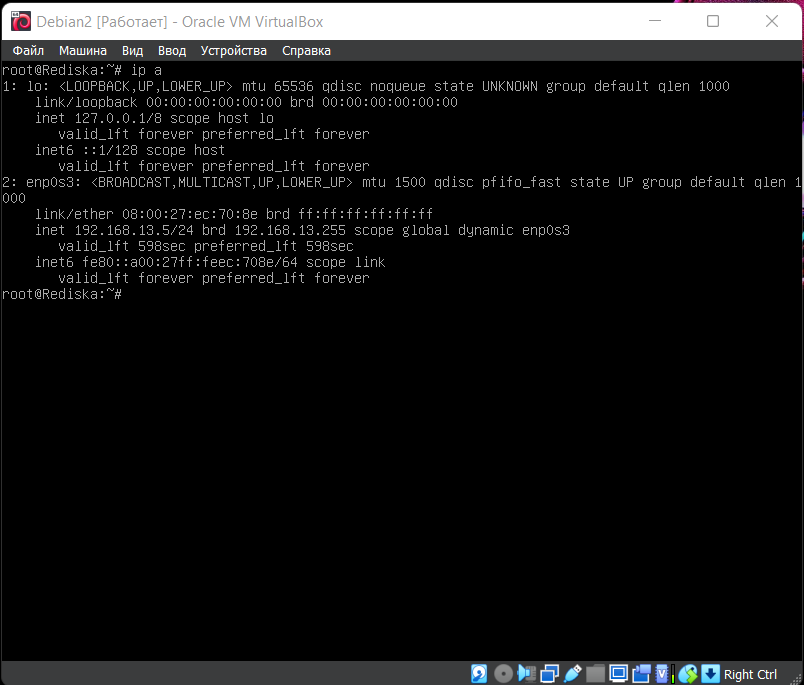 Debian2 [Работает] - Oracle VM VirtualBox
Файл Машина Вид Ввод Устройства Справка
root@Rediska:~# ip a
1: lo: <LOOPBACK,UP,LOWER_UP> mtu 65536 qdisc noqueue state UNKNOWN group default qlen 1000
    link/loopback 00:00:00:00:00:00 brd 00:00:00:00:00:00
    inet 127.0.0.1/8 scope host lo
       valid_lft forever preferred_lft forever
    inet6 ::1/128 scope host
       valid_lft forever preferred_lft forever
2: enp0s3: <BROADCAST,MULTICAST,UP,LOWER_UP> mtu 1500 qdisc pfifo_fast state UP group default qlen 1
000
    link/ether 08:00:27:ec:70:8e brd ff:ff:ff:ff:ff:ff
    inet 192.168.13.5/24 brd 192.168.13.255 scope global dynamic enp0s3
       valid_lft 598sec preferred_lft 598sec
    inet6 fe80::a00:27ff:feec:708e/64 scope link
       valid_lft forever preferred_lft forever
root@Rediska:~#
Right Ctrl